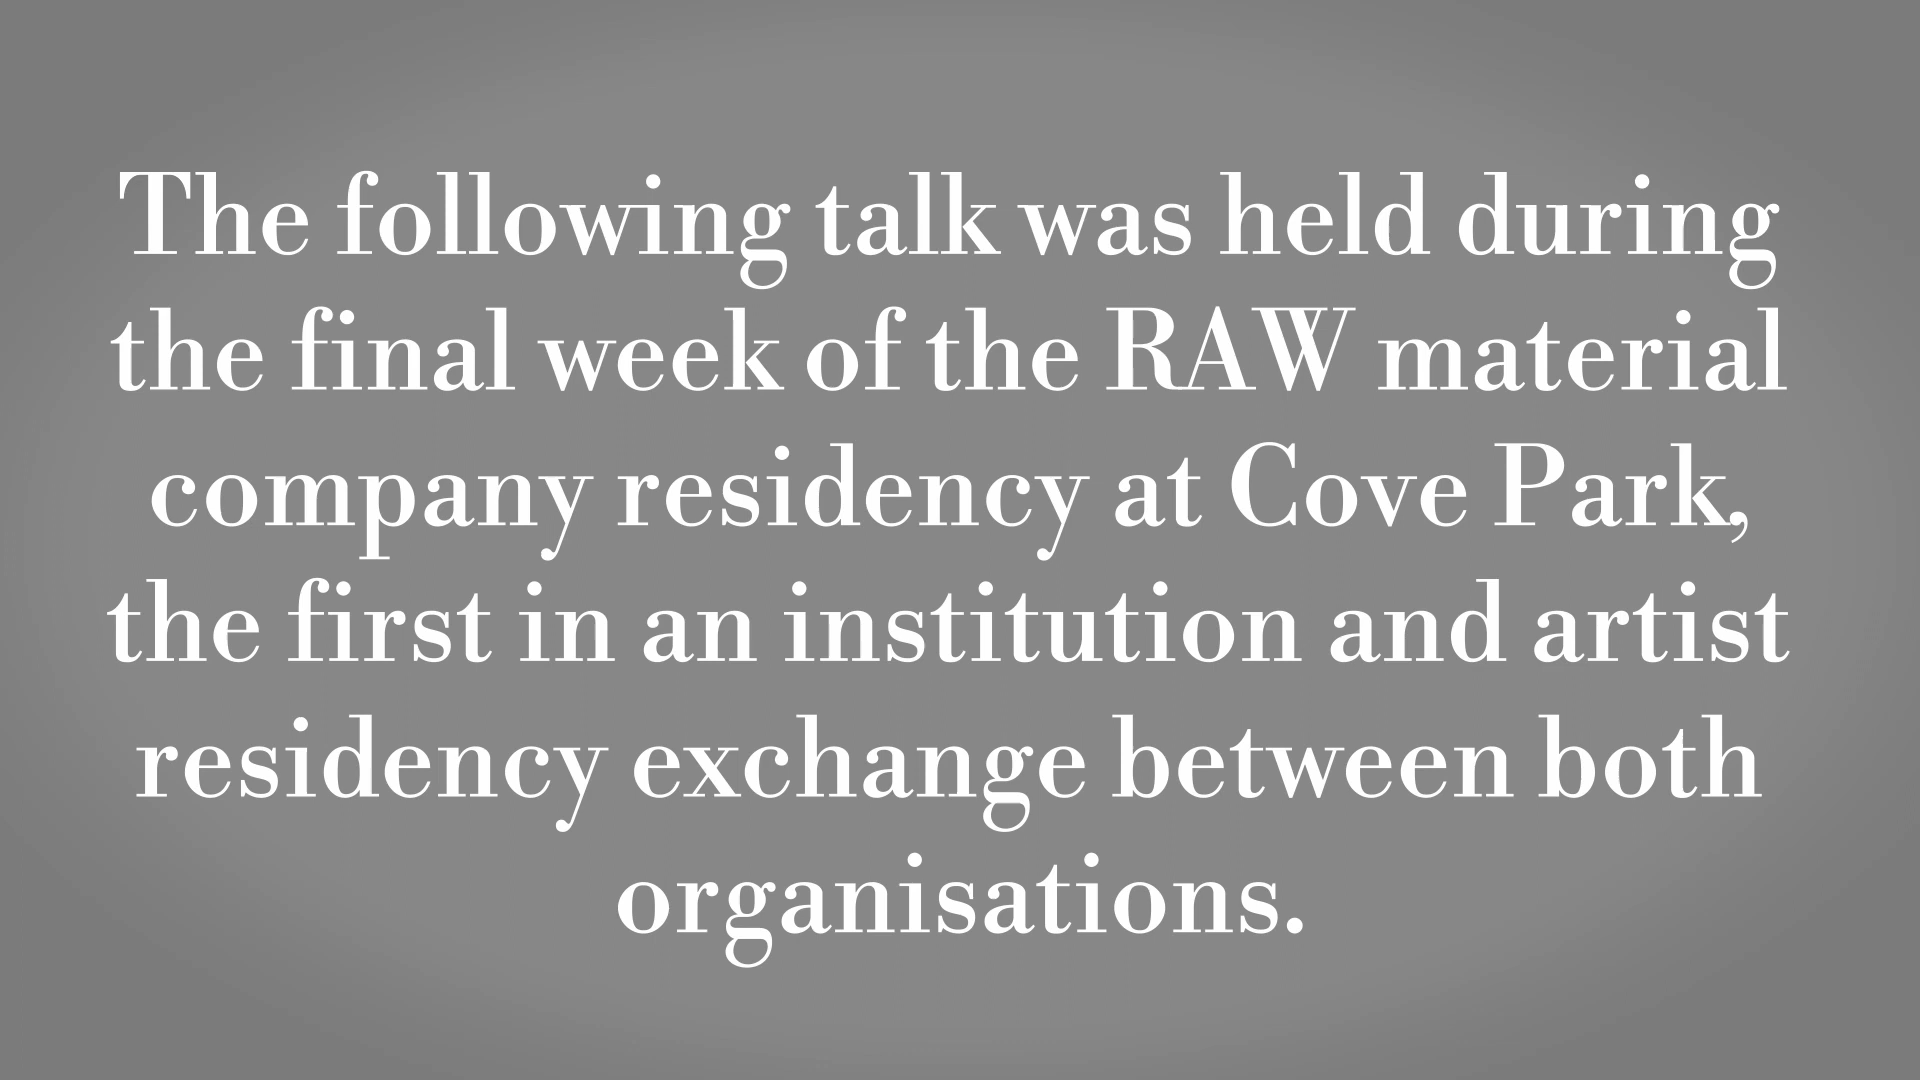 The following talk was held during
the final week of the RAW material
company residency at Cove Park,
the first in an institution and artist
residency exchange between both
organisations.